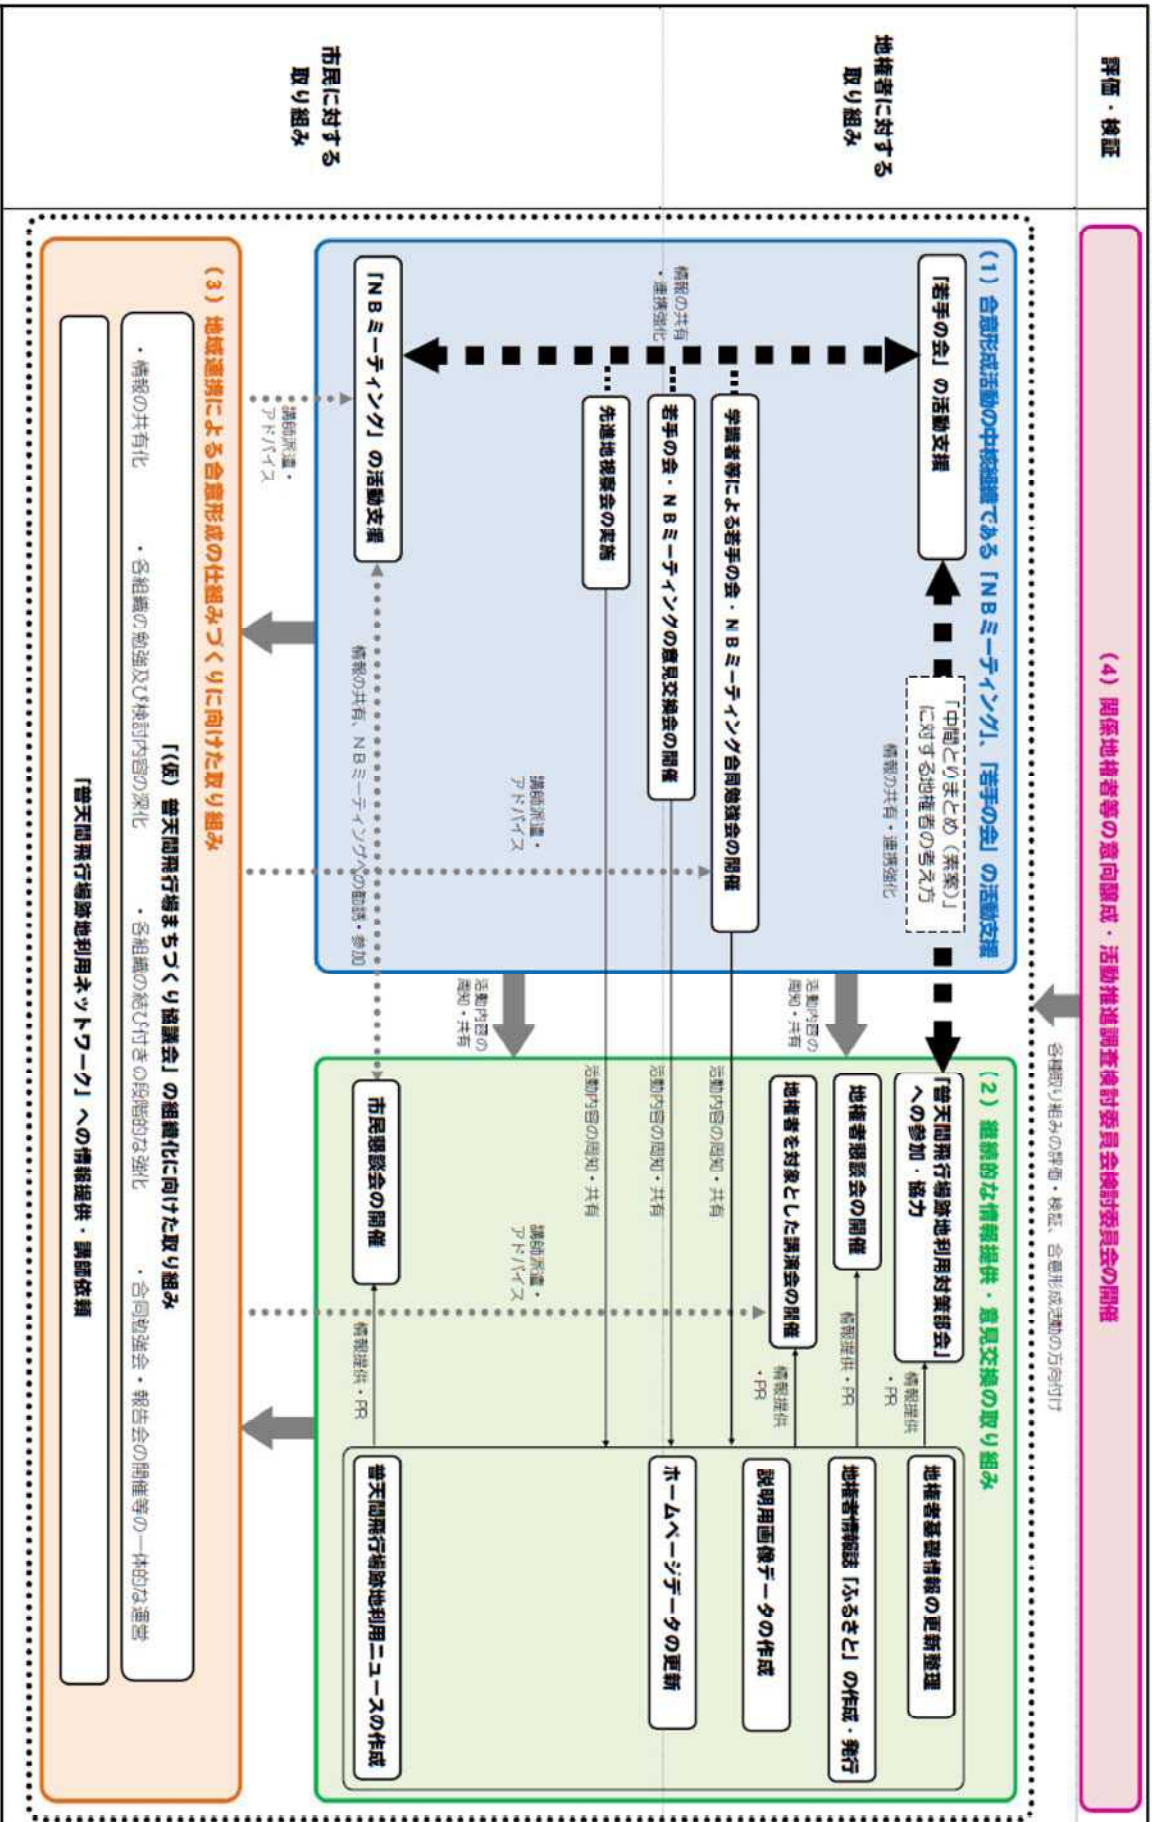 評価・検証
地権者に対する
取り組み
市民に対する
取り組み
(4)関係地権者等の意向醸成・活動推進調査検討委員会検討委員会の開催
各種取り組みの評価・検証、合意形成活動の方向付け
(1)合意形成活動の中核組織である「NBミーティング」、「若手の会」の活動支援
「若手の会」の活動支援
「中間とりまとめ(素案)」
に対する地権者の考え方
情報の共有・連携強化
情報の共有
・連携強化
学識者等による若手の会・NBミーティング合同勉強会の開催
若手の会・NBミーティングの意見交換会の開催
先進地視察会の実施
講師派遣・
アドバイス
「NBミーティング」の活動支援
情報の共有、NBミーティングへの勧誘・参加
講師派遣・
アドバイス
活動内容の
周知・共有
活動内容の
周知・共有
(2)継続的な情報提供・意見交換の取り組み
「普天間飛行場跡地利用対策部会」
への参加・協力
情報提供
・PR
地権者基礎情報の更新整理
地権者懇談会の開催
情報提供・PR
地権者情報誌「ふるさと」の作成・発行
地権者を対象とした講演会の開催
情報提供
・PR
説明用画像データの作成
活動内容の周知・共有
活動内容の周知・共有
ホームページデータの更新
活動内容の周知・共有
講師派遣・
アドバイス
市民懇談会の開催
情報提供・PR
普天間飛行場跡地利用ニュースの作成
(3)地域連携による合意形成の仕組みづくりに向けた取り組み
「(仮)普天間飛行場まちづくり協議会」の組織化に向けた取り組み
・情報の共有化
・各組織の勉強及び検討内容の深化
・各組織の結び付きの段階的な強化
・合同勉強会・報告会の開催等の一体的な運営
「普天間飛行場跡地利用ネットワーク」への情報提供・講師依頼